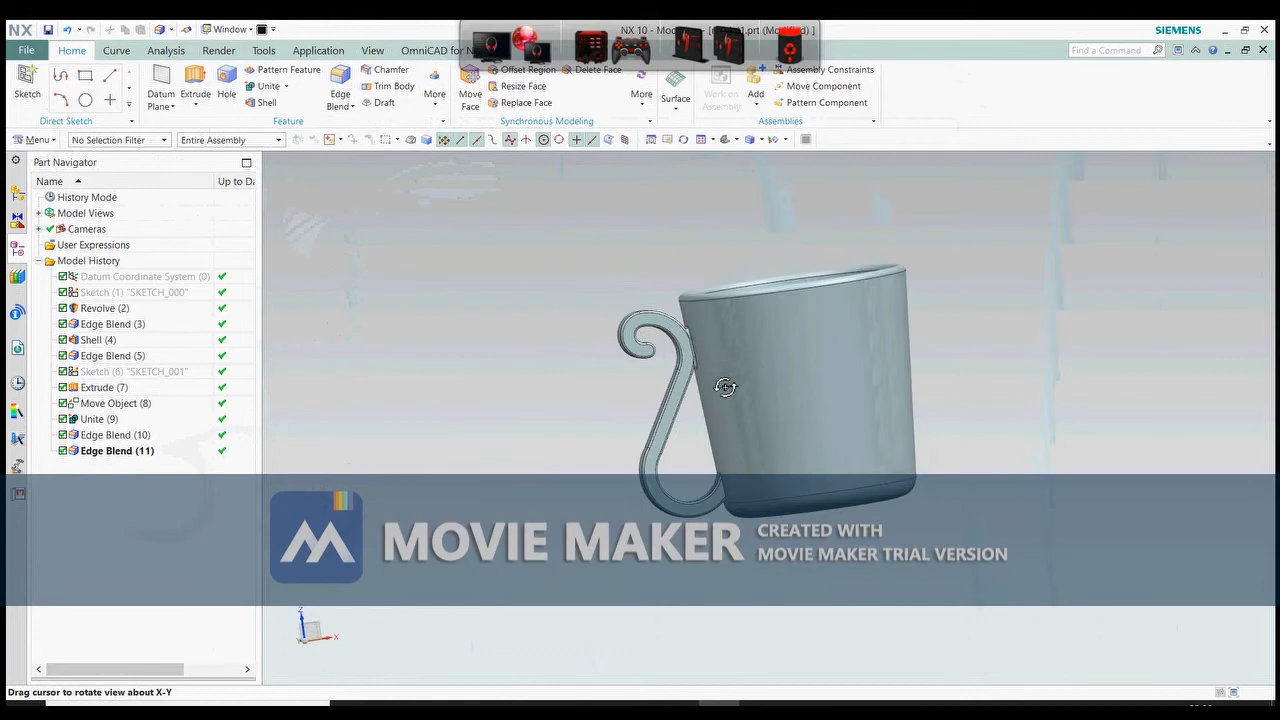 NX
Window
NX 10 - Mod
.prt (Modified) ]
SIEMENS
File
Home
Curve
Analysis
Render
Tools
Application
View
OmniCAD for N
Find a Command
Sketch
Direct Sketch
Datum
Plane
Extrude
Hole
Pattern Feature
Unite
Shell
Edge
Blend
Chamfer
Trim Body
Draft
More
Feature
Move
Face
Offset Region
Resize Face
Replace Face
Delete Face
More
Synchronous Modeling
Surface
Work on
Assembly
Add
Assembly Constraints
Move Component
Pattern Component
Assemblies
Menu
No Selection Filter
Entire Assembly
Part Navigator
Name
Up to Da
History Mode
Model Views
Cameras
User Expressions
Model History
Datum Coordinate System (0)
Sketch (1) "SKETCH_000"
Revolve (2)
Edge Blend (3)
Shell (4)
Edge Blend (5)
Sketch (6) "SKETCH_001"
Extrude (7)
Move Object (8)
Unite (9)
Edge Blend (10)
Edge Blend (11)
MOVIE MAKER
CREATED WITH
MOVIE MAKER TRIAL VERSION
Z
X
Drag cursor to rotate view about X-Y